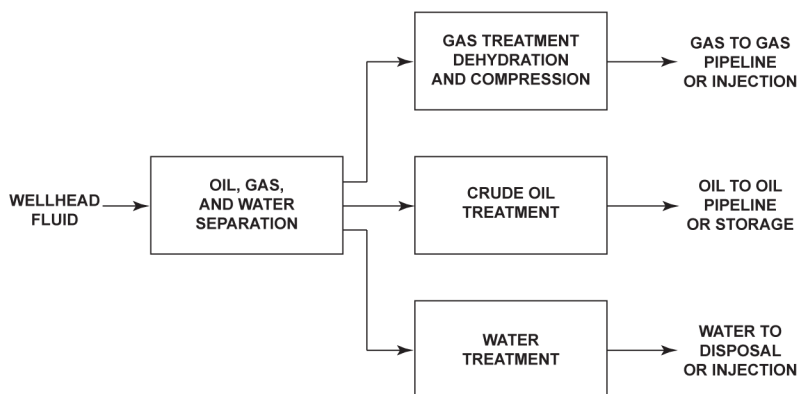 WELLHEAD
FLUID
OIL, GAS,
AND WATER
SEPARATION
GAS TREATMENT
DEHYDRATION
AND COMPRESSION
GAS TO GAS
PIPELINE
OR INJECTION
CRUDE OIL
TREATMENT
OIL TO OIL
PIPELINE
OR STORAGE
WATER
TREATMENT
WATER TO
DISPOSAL
OR INJECTION